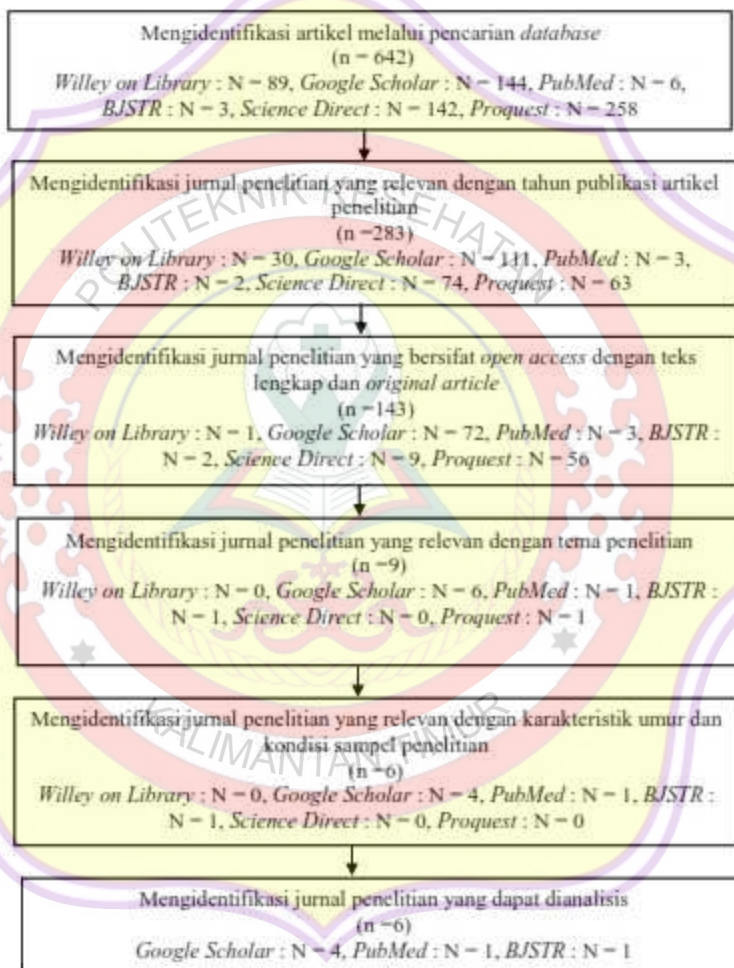 Mengidentifikasi artikel melalui pencarian database
(n = 642)
Willey on Library : N = 89, Google Scholar : N = 144, PubMed : N = 6,
BJSTR : N = 3, Science Direct : N = 142, Proquest : N = 258
Mengidentifikasi jurnal penelitian yang relevan dengan tahun publikasi artikel
penelitian
(n =283)
Willey on Library : N = 30, Google Scholar : N = 111, PubMed : N = 3,
BJSTR : N = 2, Science Direct : N = 74, Proquest : N = 63
Mengidentifikasi jurnal penelitian yang bersifat open access dengan teks
lengkap dan original article
(n =143)
Willey on Library : N = 1, Google Scholar : N = 72, PubMed : N = 3, BJSTR :
N = 2, Science Direct : N = 9, Proquest : N = 56
Mengidentifikasi jurnal penelitian yang relevan dengan tema penelitian
(n =9)
Willey on Library : N = 0, Google Scholar : N = 6, PubMed : N = 1, BJSTR :
N = 1, Science Direct : N = 0, Proquest : N = 1
Mengidentifikasi jurnal penelitian yang relevan dengan karakteristik umur dan
kondisi sampel penelitian
(n =6)
Willey on Library : N = 0, Google Scholar : N = 4, PubMed : N = 1, BJSTR :
N = 1, Science Direct : N = 0, Proquest : N = 0
Mengidentifikasi jurnal penelitian yang dapat dianalisis
(n =6)
Google Scholar : N = 4, PubMed : N = 1, BJSTR : N = 1
POLITEKNIK KESEHATAN
KALIMANTAN TIMUR